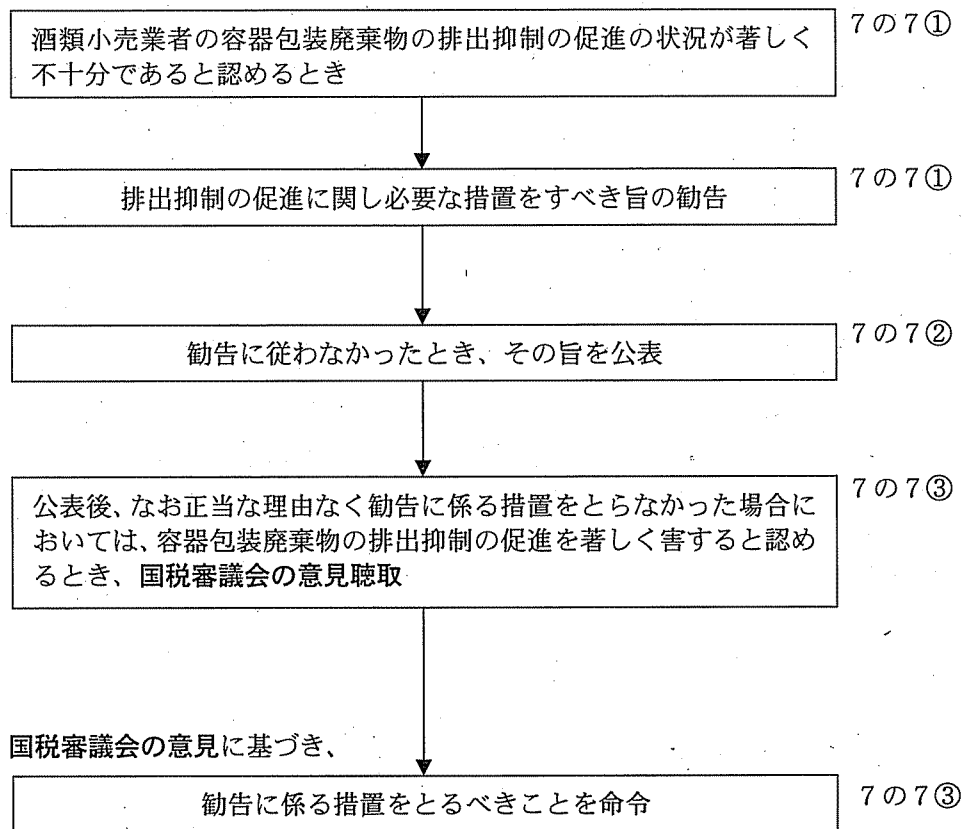 酒類小売業者の容器包装廃棄物の排出抑制の促進の状況が著しく
不十分であると認めるとき
7の7①
排出抑制の促進に関し必要な措置をすべき旨の勧告
7の7①
勧告に従わなかったとき、その旨を公表
7の7②
公表後、なお正当な理由なく勧告に係る措置をとらなかった場合に
おいては、容器包装廃棄物の排出抑制の促進を著しく害すると認め
るとき、国税審議会の意見聴取
7の7③
国税審議会の意見に基づき、
勧告に係る措置をとるべきことを命令
7の7③